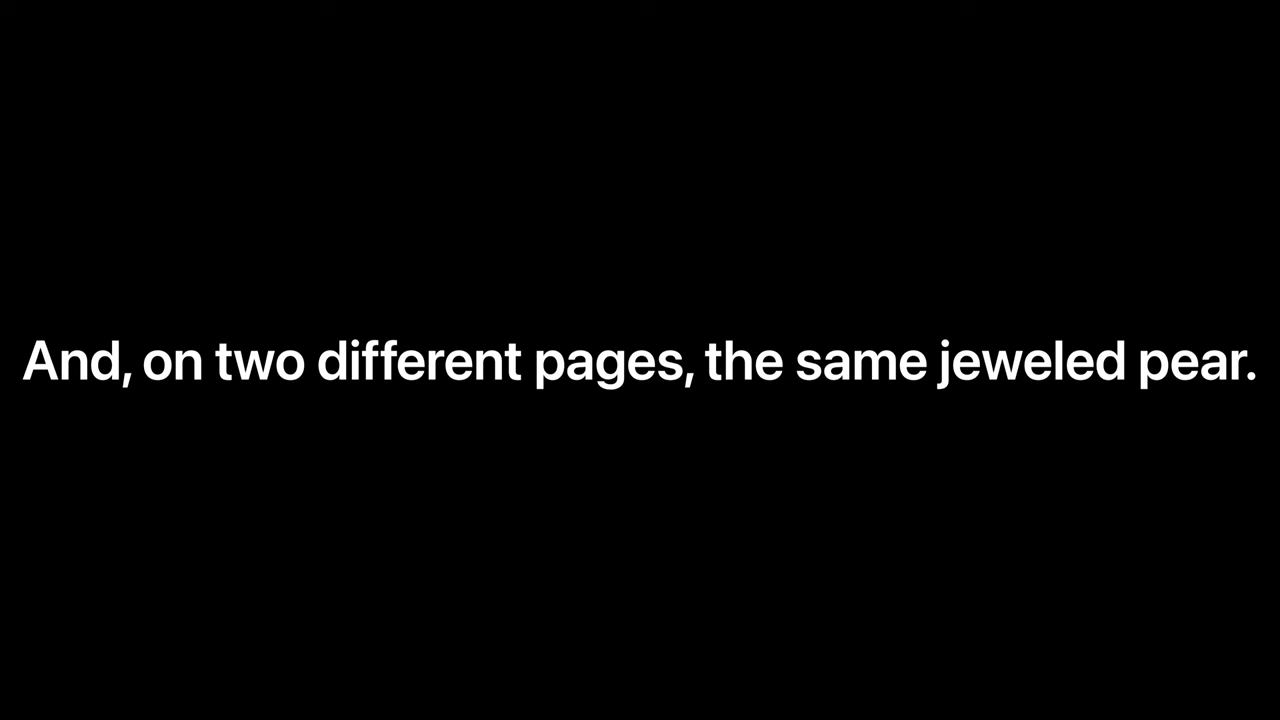 And, on two different pages, the same jeweled pear.